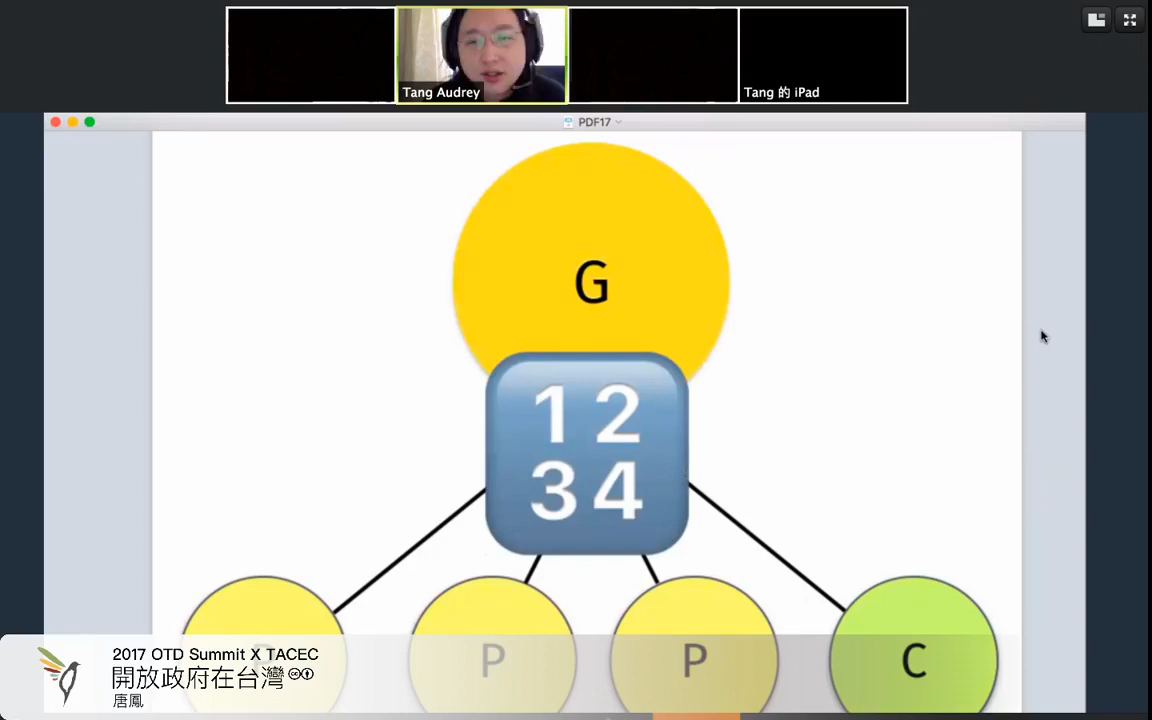 Tang Audrey
Tang 的 iPad
PDF17
G
1 2
3 4
P
P
P
C
2017 OTD Summit X TACEC
開放政府在台灣
唐鳳